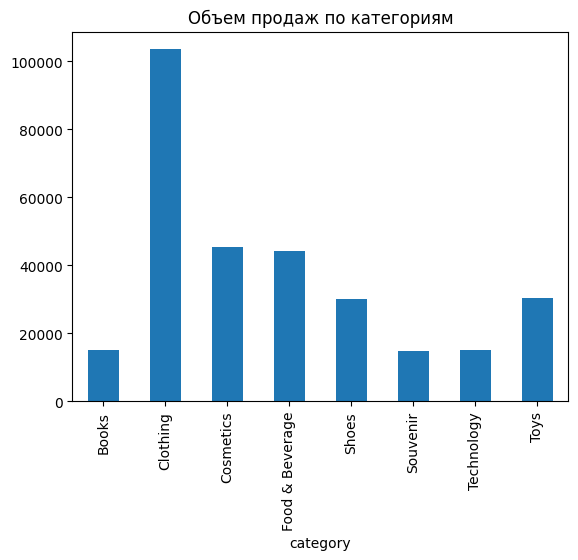 Объем продаж по категориям
100000
80000
60000
40000
20000
0
Books
Clothing
Cosmetics
Food & Beverage
Shoes
Souvenir
Technology
Toys
category